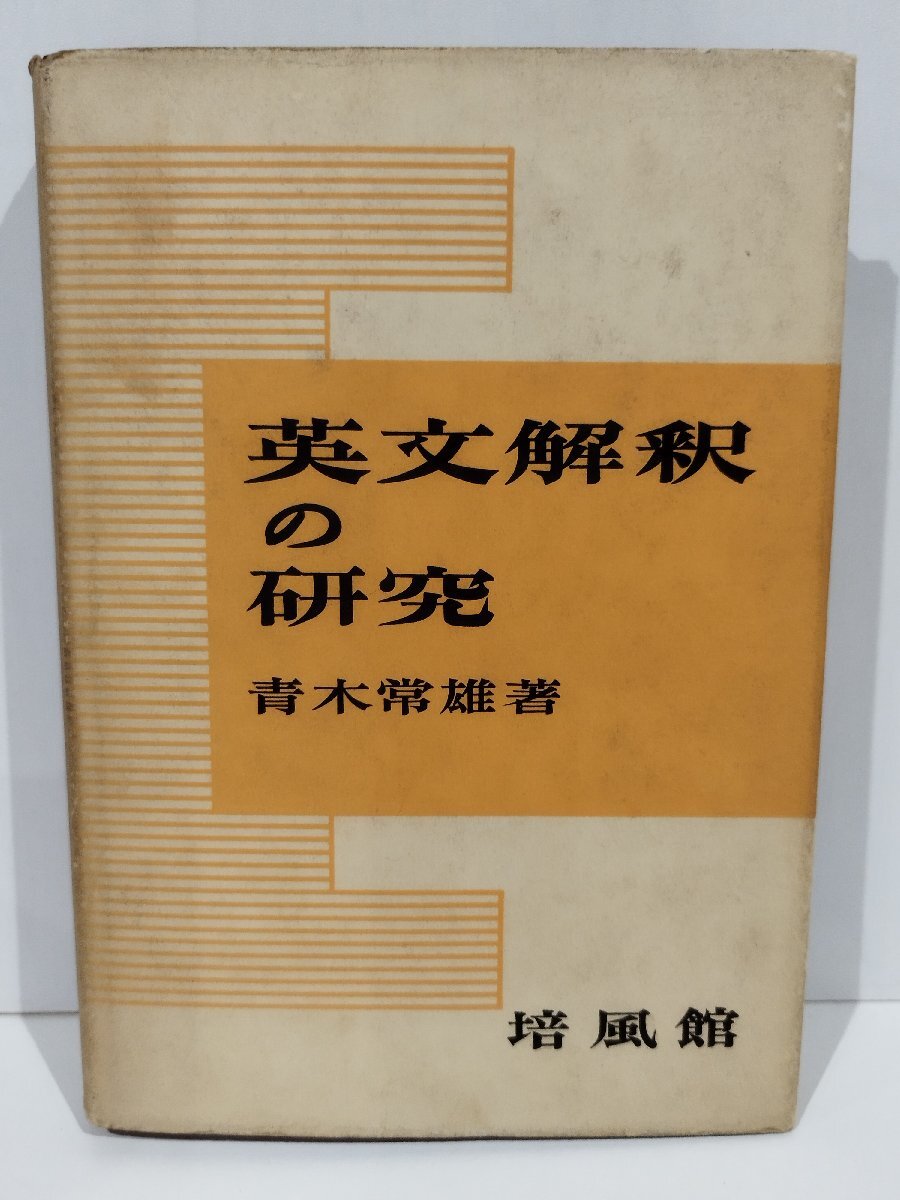 英文解釈
の
研究
青木常雄著
培風館